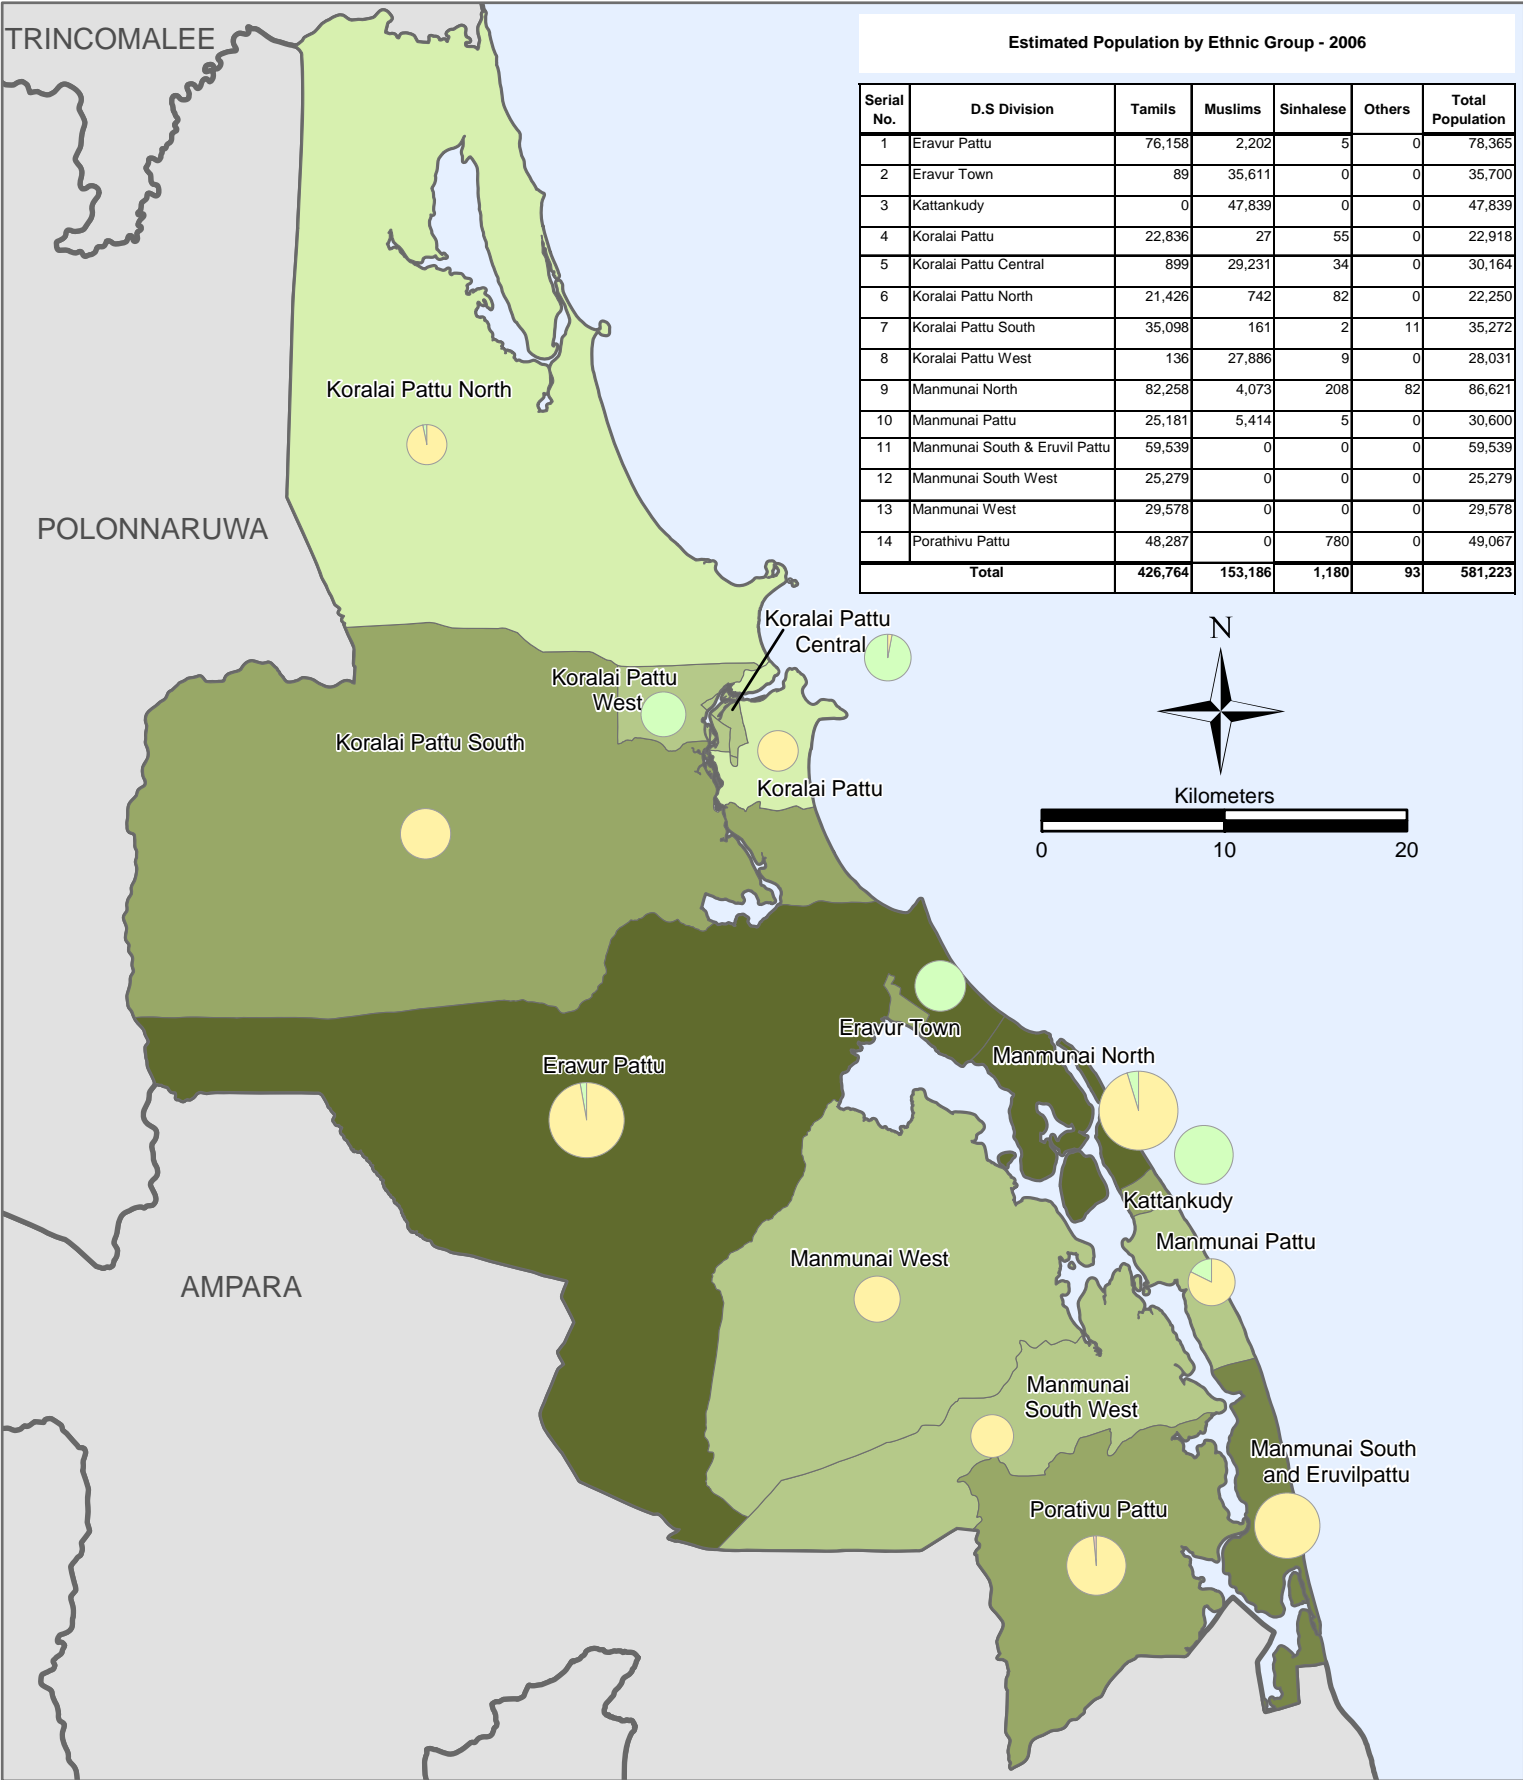 TRINCOMALEE
Estimated Population by Ethnic Group - 2006
Serial No. D.S Division Tamils Muslims Sinhalese Others Total Population
1 Eravur Pattu 76,158 2,202 5 0 78,365
2 Eravur Town 89 35,611 0 0 35,700
3 Kattankudy 0 47,839 0 0 47,839
4 Koralai Pattu 22,836 27 55 0 22,918
5 Koralai Pattu Central 899 29,231 34 0 30,164
6 Koralai Pattu North 21,426 742 82 0 22,250
7 Koralai Pattu South 35,098 161 2 11 35,272
8 Koralai Pattu West 136 27,886 9 0 28,031
9 Manmunai North 82,258 4,073 208 82 86,621
10 Manmunai Pattu 25,181 5,414 5 0 30,600
11 Manmunai South & Eruvil Pattu 59,539 0 0 0 59,539
12 Manmunai South West 25,279 0 0 0 25,279
13 Manmunai West 29,578 0 0 0 29,578
14 Porathivu Pattu 48,287 0 780 0 49,067
Total 426,764 153,186 1,180 93 581,223
Koralai Pattu North
POLONNARUWA
Koralai Pattu
Central
N
Koralai Pattu
West
Koralai Pattu South
Koralai Pattu
Kilometers
0 10 20
Eravur Town
Manmunai North
Eravur Pattu
Kattankudy
Manmunai Pattu
Manmunai West
AMPARA
Manmunai
South West
Manmunai South
and Eruvilpattu
Porativu Pattu